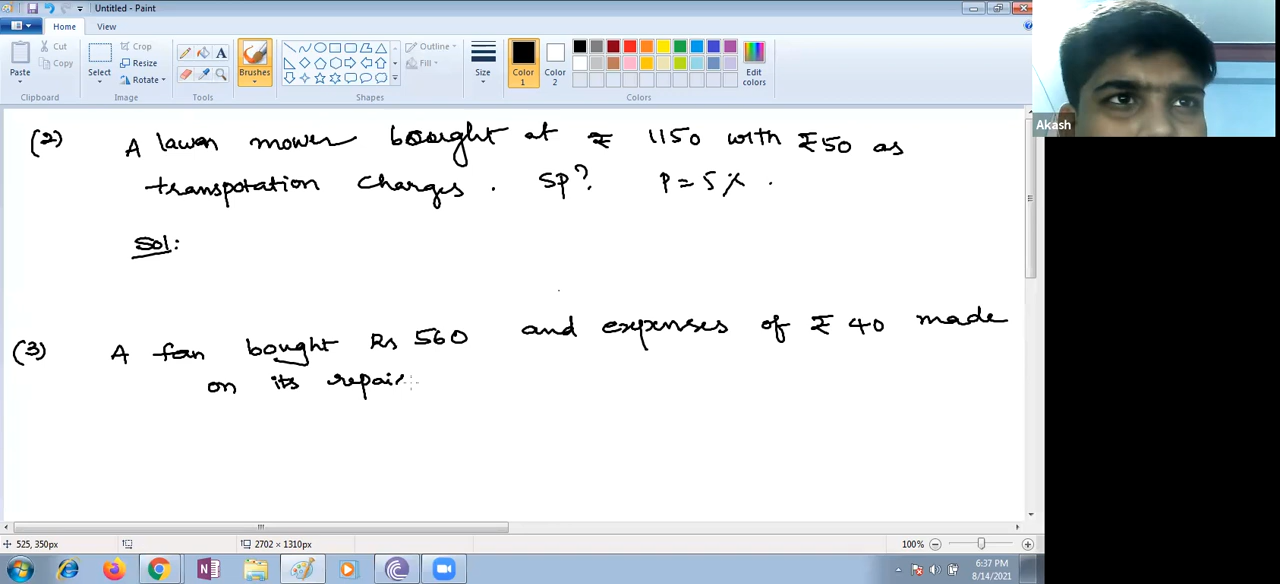 Untitled - Paint
Home
View
Paste
Cut
Copy
Clipboard
Select
Crop
Resize
Rotate
Image
Tools
Brushes
Shapes
Outline
Fill
Size
Color
1
Color
2
Colors
Edit
colors
Akash
(2) A lawn mower bought at ₹ 1150 with ₹50 as
transpotation charges. SP? P = 5% .
Sol:
(3) A fan bought Rs 560 and expenses of ₹ 40 made
on its repair
525, 350px
2702 × 1310px
100%
6:37 PM
8/14/2021